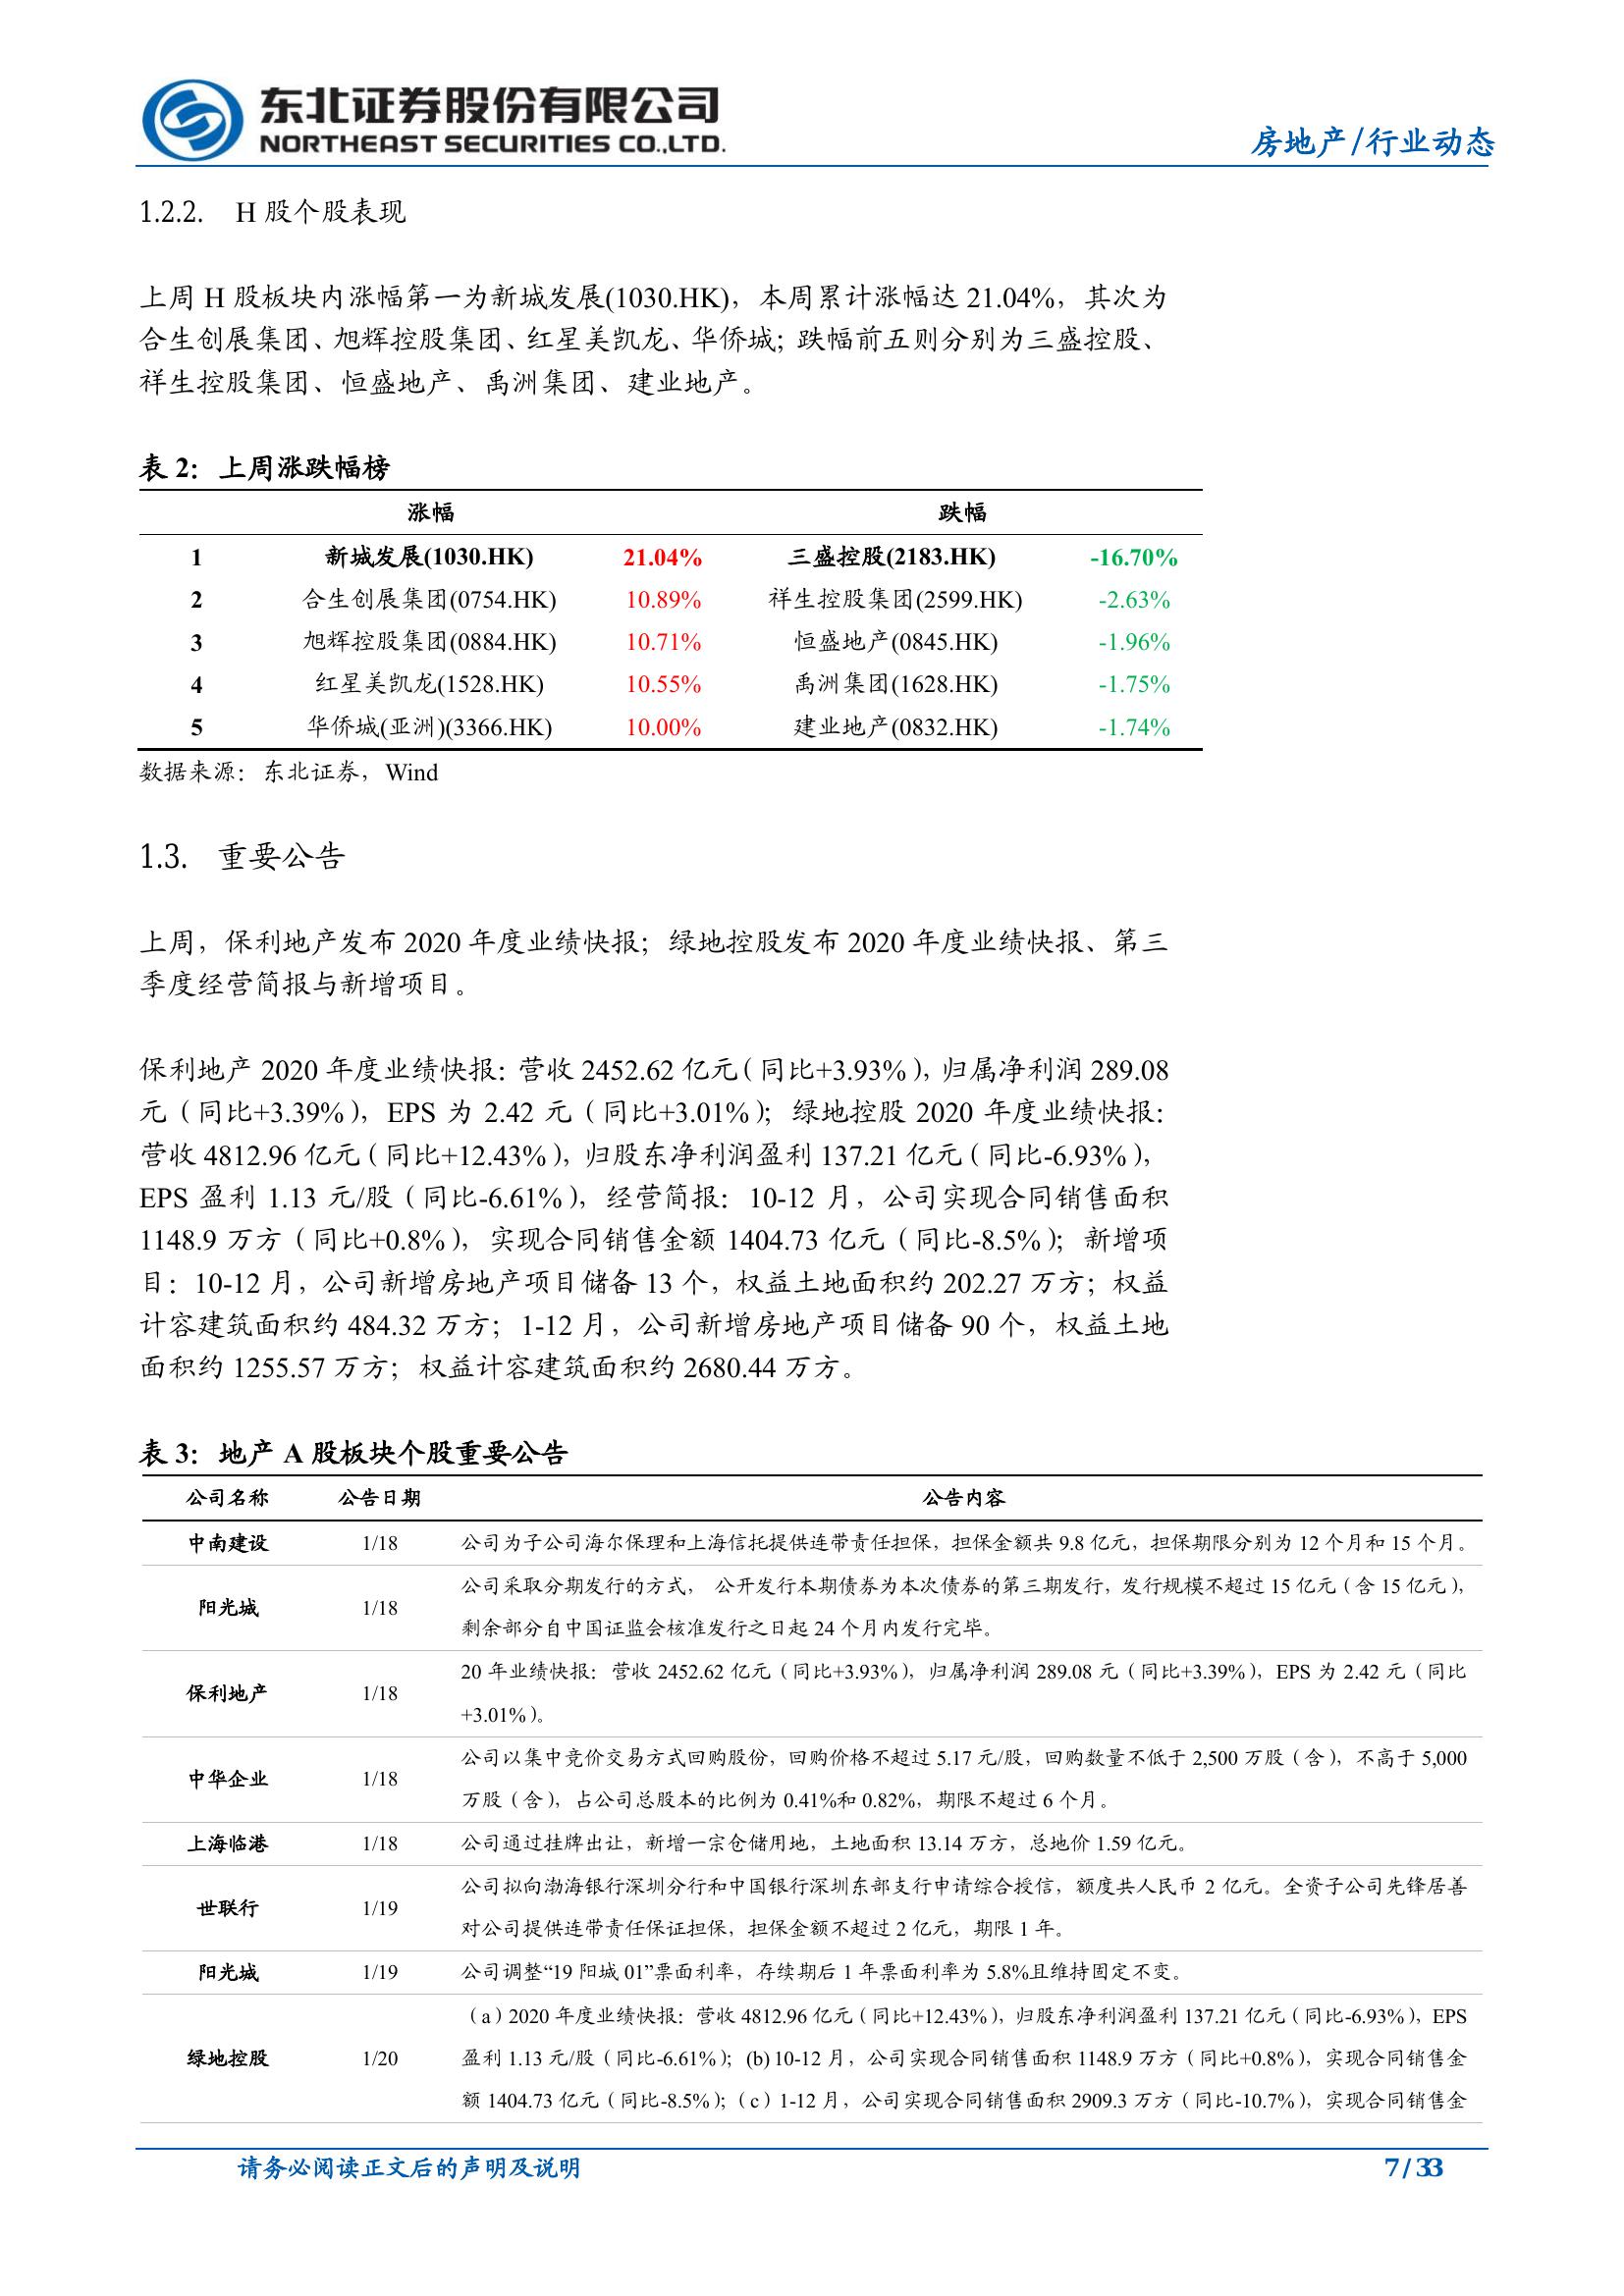 东北证券股份有限公司
NORTHEAST SECURITIES CO.,LTD.
房地产/行业动态
1.2.2. H 股个股表现
上周 H 股板块内涨幅第一为新城发展(1030.HK)，本周累计涨幅达 21.04%，其次为
合生创展集团、旭辉控股集团、红星美凯龙、华侨城；跌幅前五则分别为三盛控股、
祥生控股集团、恒盛地产、禹洲集团、建业地产。
表 2：上周涨跌幅榜
涨幅 跌幅
1 新城发展(1030.HK) 21.04% 三盛控股(2183.HK) -16.70%
2 合生创展集团(0754.HK) 10.89% 祥生控股集团(2599.HK) -2.63%
3 旭辉控股集团(0884.HK) 10.71% 恒盛地产(0845.HK) -1.96%
4 红星美凯龙(1528.HK) 10.55% 禹洲集团(1628.HK) -1.75%
5 华侨城(亚洲)(3366.HK) 10.00% 建业地产(0832.HK) -1.74%
数据来源：东北证券，Wind
1.3. 重要公告
上周，保利地产发布 2020 年度业绩快报；绿地控股发布 2020 年度业绩快报、第三
季度经营简报与新增项目。
保利地产 2020 年度业绩快报：营收 2452.62 亿元（同比+3.93%），归属净利润 289.08
元（同比+3.39%），EPS 为 2.42 元（同比+3.01%）；绿地控股 2020 年度业绩快报：
营收 4812.96 亿元（同比+12.43%），归股东净利润盈利 137.21 亿元（同比-6.93%），
EPS 盈利 1.13 元/股（同比-6.61%），经营简报：10-12 月，公司实现合同销售面积
1148.9 万方（同比+0.8%），实现合同销售金额 1404.73 亿元（同比-8.5%）；新增项
目：10-12 月，公司新增房地产项目储备 13 个，权益土地面积约 202.27 万方；权益
计容建筑面积约 484.32 万方；1-12 月，公司新增房地产项目储备 90 个，权益土地
面积约 1255.57 万方；权益计容建筑面积约 2680.44 万方。
表 3：地产 A 股板块个股重要公告
公司名称 公告日期 公告内容
中南建设 1/18 公司为子公司海尔保理和上海信托提供连带责任担保，担保金额共 9.8 亿元，担保期限分别为 12 个月和 15 个月。
阳光城 1/18 公司采取分期发行的方式， 公开发行本期债券为本次债券的第三期发行，发行规模不超过 15 亿元（含 15 亿元），
剩余部分自中国证监会核准发行之日起 24 个月内发行完毕。
保利地产 1/18 20 年业绩快报：营收 2452.62 亿元（同比+3.93%），归属净利润 289.08 元（同比+3.39%），EPS 为 2.42 元（同比
+3.01%）。
中华企业 1/18 公司以集中竞价交易方式回购股份，回购价格不超过 5.17 元/股，回购数量不低于 2,500 万股（含），不高于 5,000
万股（含），占公司总股本的比例为 0.41%和 0.82%，期限不超过 6 个月。
上海临港 1/18 公司通过挂牌出让，新增一宗仓储用地，土地面积 13.14 万方，总地价 1.59 亿元。
世联行 1/19 公司拟向渤海银行深圳分行和中国银行深圳东部支行申请综合授信，额度共人民币 2 亿元。全资子公司先锋居善
对公司提供连带责任保证担保，担保金额不超过 2 亿元，期限 1 年。
阳光城 1/19 公司调整“19 阳城 01”票面利率，存续期后 1 年票面利率为 5.8%且维持固定不变。
绿地控股 1/20 （a）2020 年度业绩快报：营收 4812.96 亿元（同比+12.43%），归股东净利润盈利 137.21 亿元（同比-6.93%），EPS
盈利 1.13 元/股（同比-6.61%）；(b) 10-12 月，公司实现合同销售面积 1148.9 万方（同比+0.8%），实现合同销售金
额 1404.73 亿元（同比-8.5%）；（c）1-12 月，公司实现合同销售面积 2909.3 万方（同比-10.7%），实现合同销售金
请务必阅读正文后的声明及说明 7 / 33